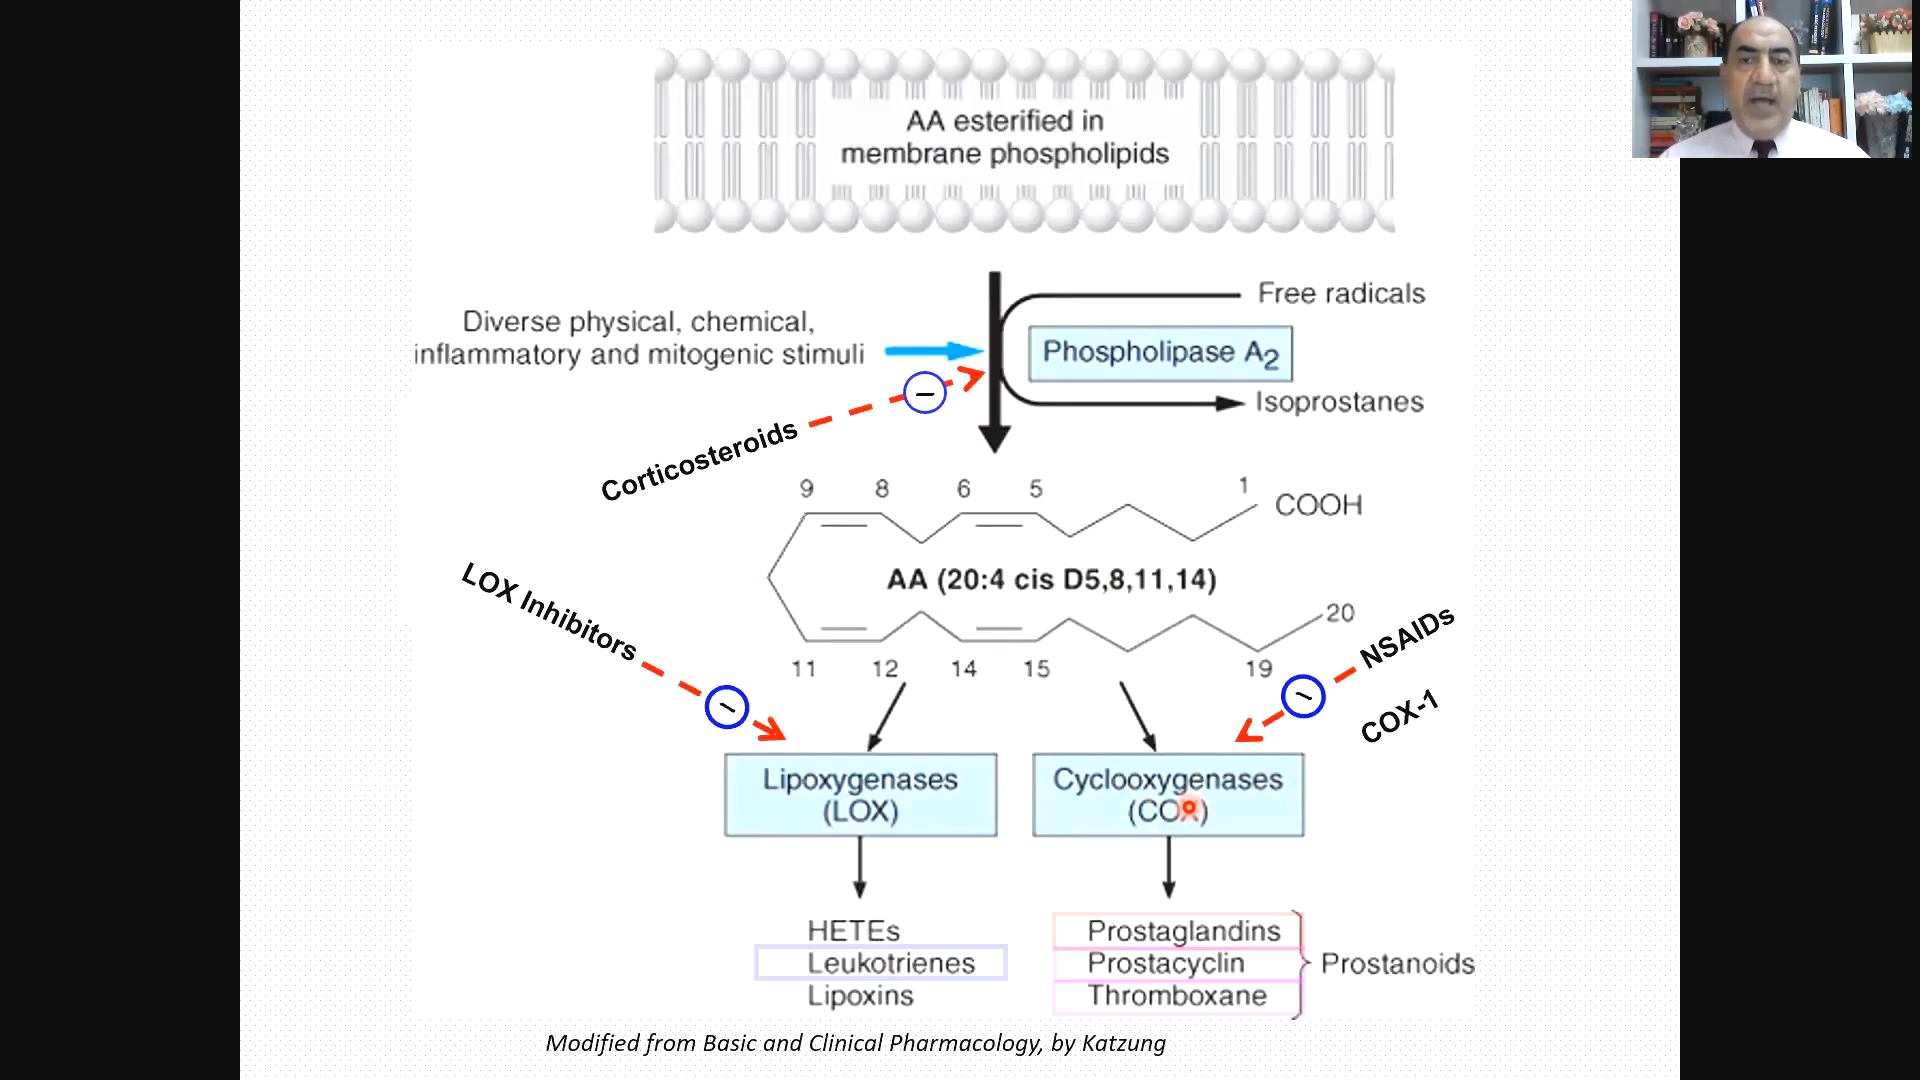 AA esterified in
membrane phospholipids
Free radicals
Diverse physical, chemical,
inflammatory and mitogenic stimuli
Phospholipase A2
Isoprostanes
Corticosteroids
9 8 6 5 1
COOH
AA (20:4 cis D5,8,11,14)
20
11 12 14 15 19
LOX Inhibitors
NSAIDs
COX-1
Lipoxygenases
(LOX)
Cyclooxygenases
(COX)
HETEs
Leukotrienes
Lipoxins
Prostaglandins
Prostacyclin
Thromboxane
Prostanoids
Modified from Basic and Clinical Pharmacology, by Katzung